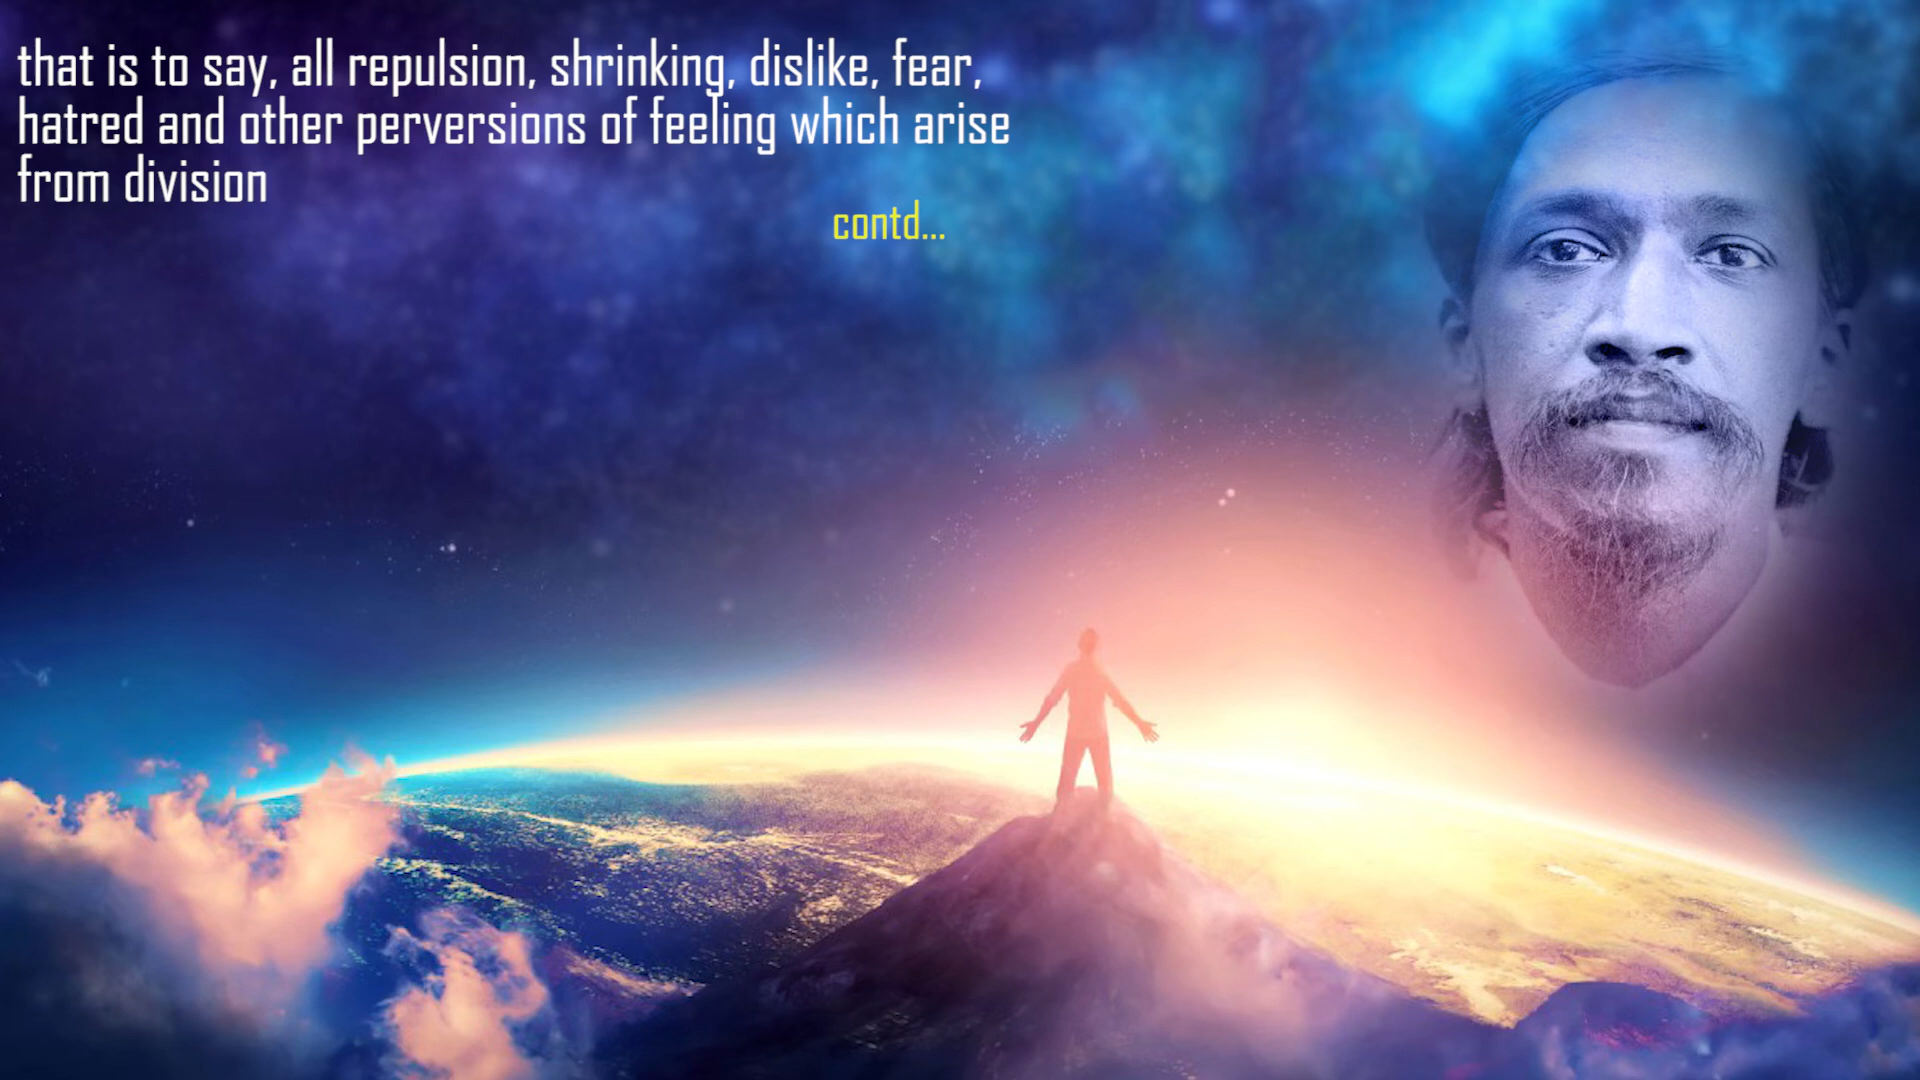 that is to say, all repulsion, shrinking, dislike, fear,
hatred and other perversions of feeling which arise
from division
contd...